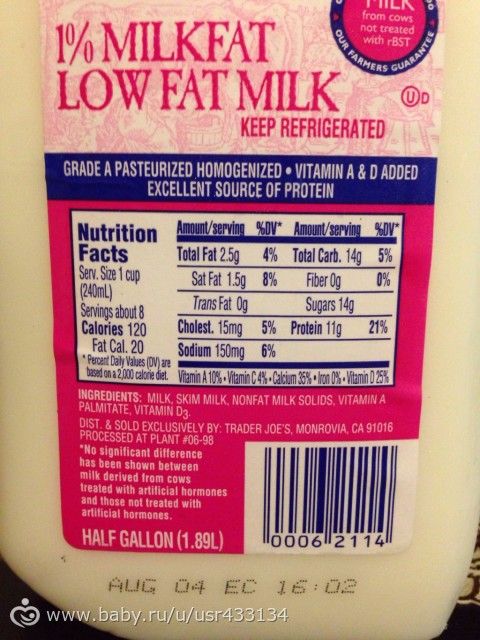 MILK
from cows
not treated
with rBST
OUR FARMERS GUARANTEE
1% MILKFAT
LOW FAT MILK
U D
KEEP REFRIGERATED
GRADE A PASTEURIZED HOMOGENIZED • VITAMIN A & D ADDED
EXCELLENT SOURCE OF PROTEIN
Nutrition
Facts
Serv. Size 1 cup
(240mL)
Servings about 8
Calories 120
Fat Cal. 20
*Percent Daily Values (DV) are
based on a 2,000 calorie diet.
Amount/serving %DV* Amount/serving %DV*
Total Fat 2.5g 4% Total Carb. 14g 5%
Sat Fat 1.5g 8% Fiber 0g 0%
Trans Fat 0g Sugars 14g
Cholest. 15mg 5% Protein 11g 21%
Sodium 150mg 6%
Vitamin A 10% • Vitamin C 4% • Calcium 35% • Iron 0% • Vitamin D 25%
INGREDIENTS: MILK, SKIM MILK, NONFAT MILK SOLIDS, VITAMIN A
PALMITATE, VITAMIN D3.
DIST. & SOLD EXCLUSIVELY BY: TRADER JOE'S, MONROVIA, CA 91016
PROCESSED AT PLANT #06-98
*No significant difference
has been shown between
milk derived from cows
treated with artificial hormones
and those not treated with
artificial hormones.
HALF GALLON (1.89L)
0006 2114
AUG 04 EC 16:02
www.baby.ru/u/usr433134